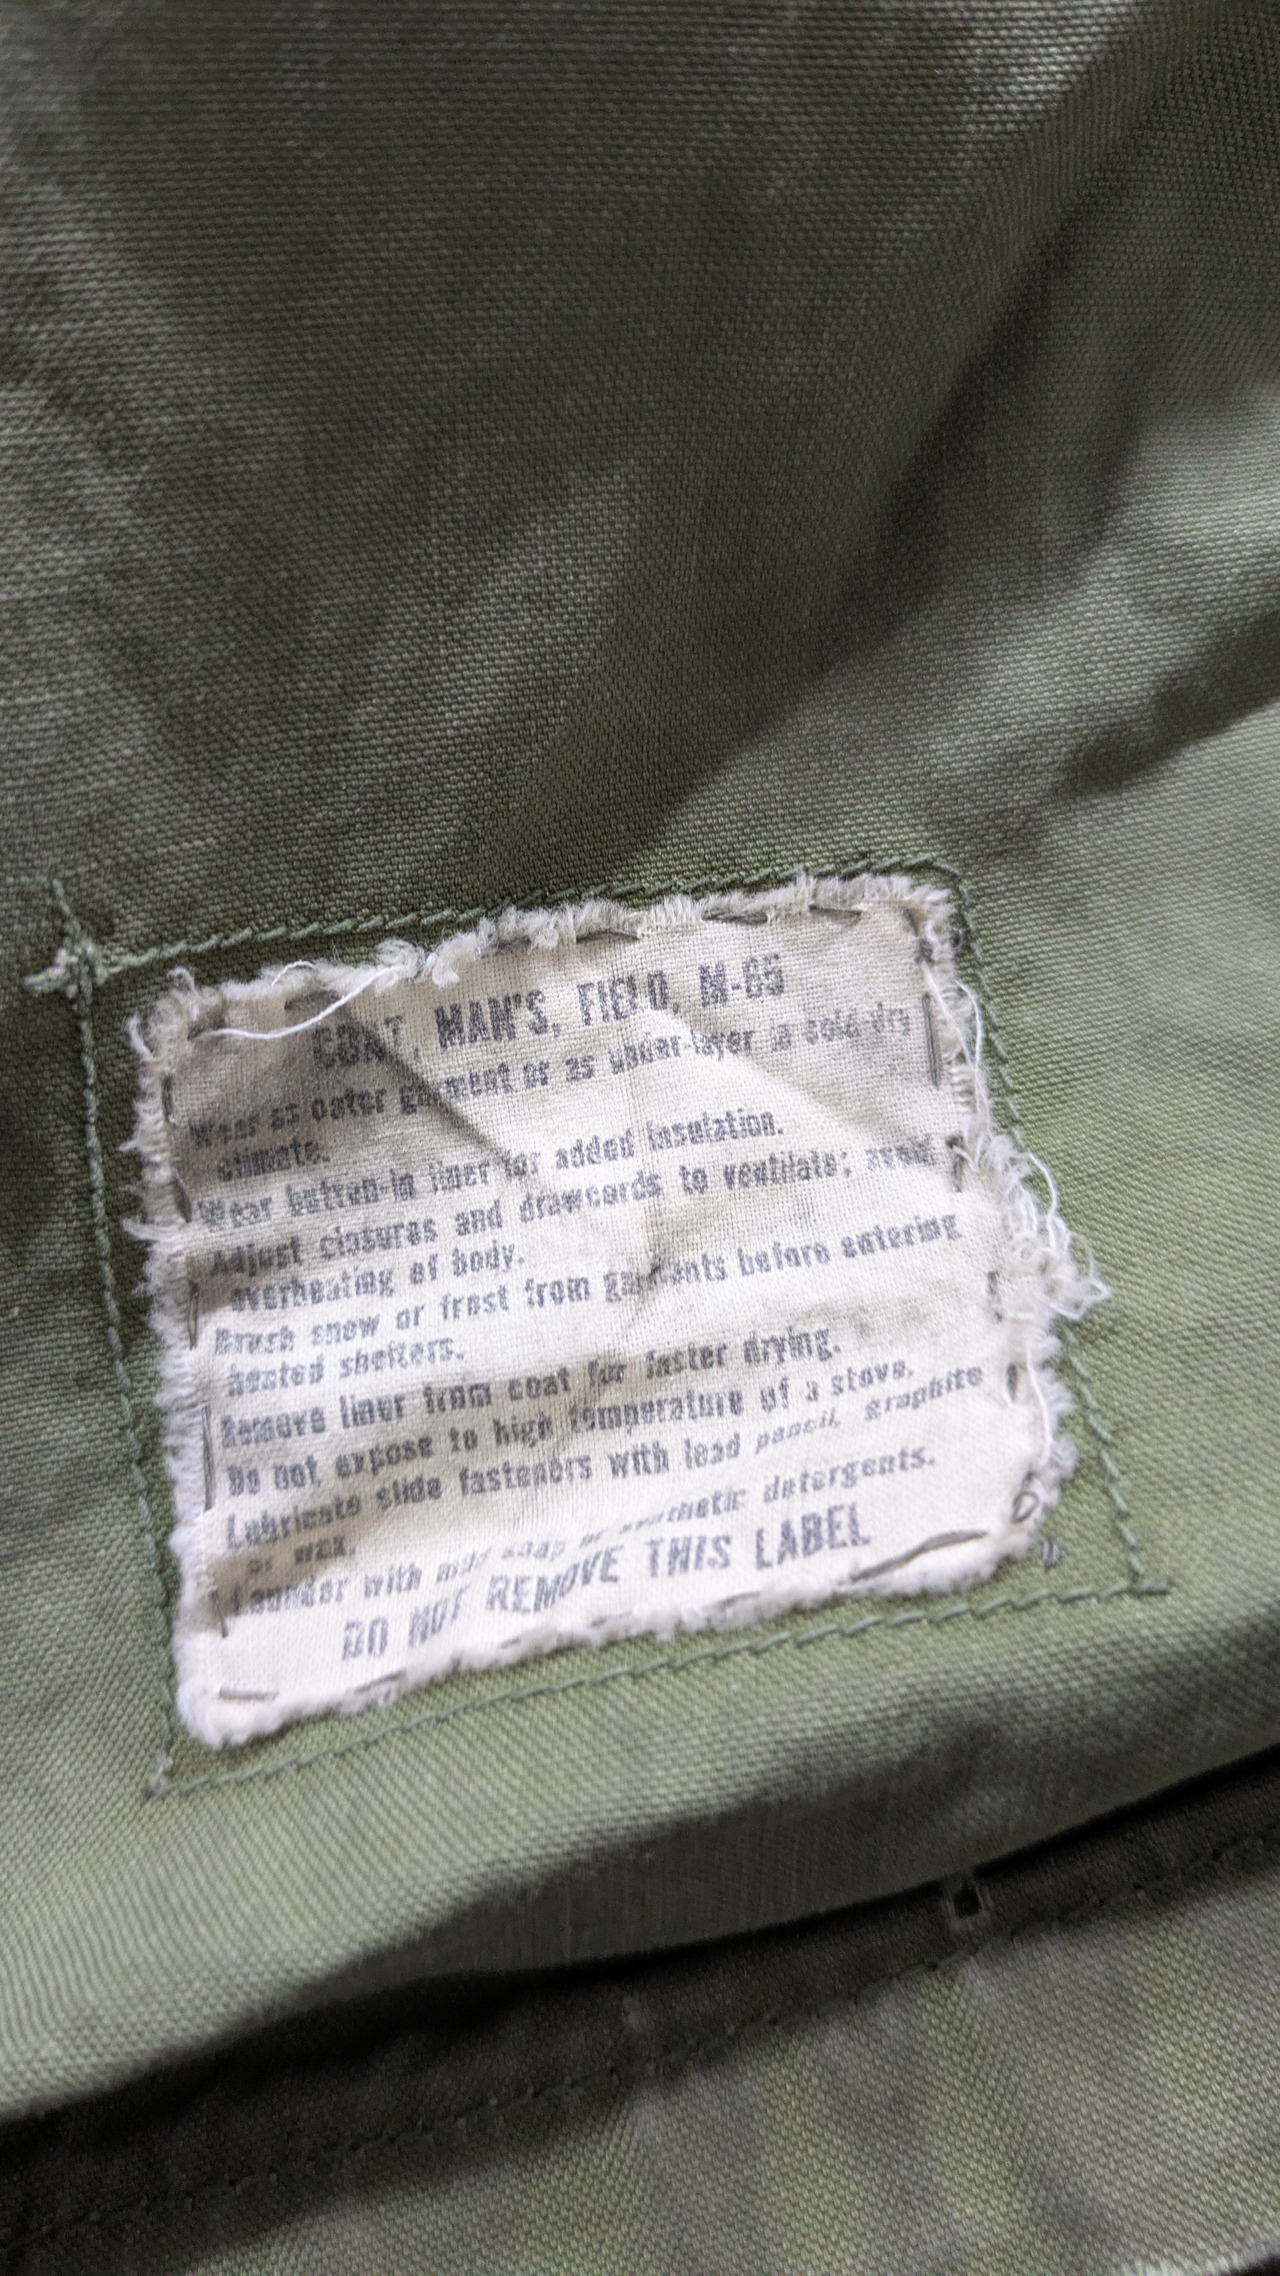 COAT, MAN'S, FIELD, M-65
Wear as outer garment or as under-layer in cold-dry
climate.
Wear button-in liner for added insulation.
Adjust closures and drawcords to ventilate; avoid
overheating of body.
Brush snow or frost from garments before entering
heated shelters.
Remove liner from coat for faster drying.
Do not expose to high temperature of a stove.
Lubricate slide fasteners with lead pencil, graphite
or wax.
Launder with mild soap or synthetic detergents.
DO NOT REMOVE THIS LABEL